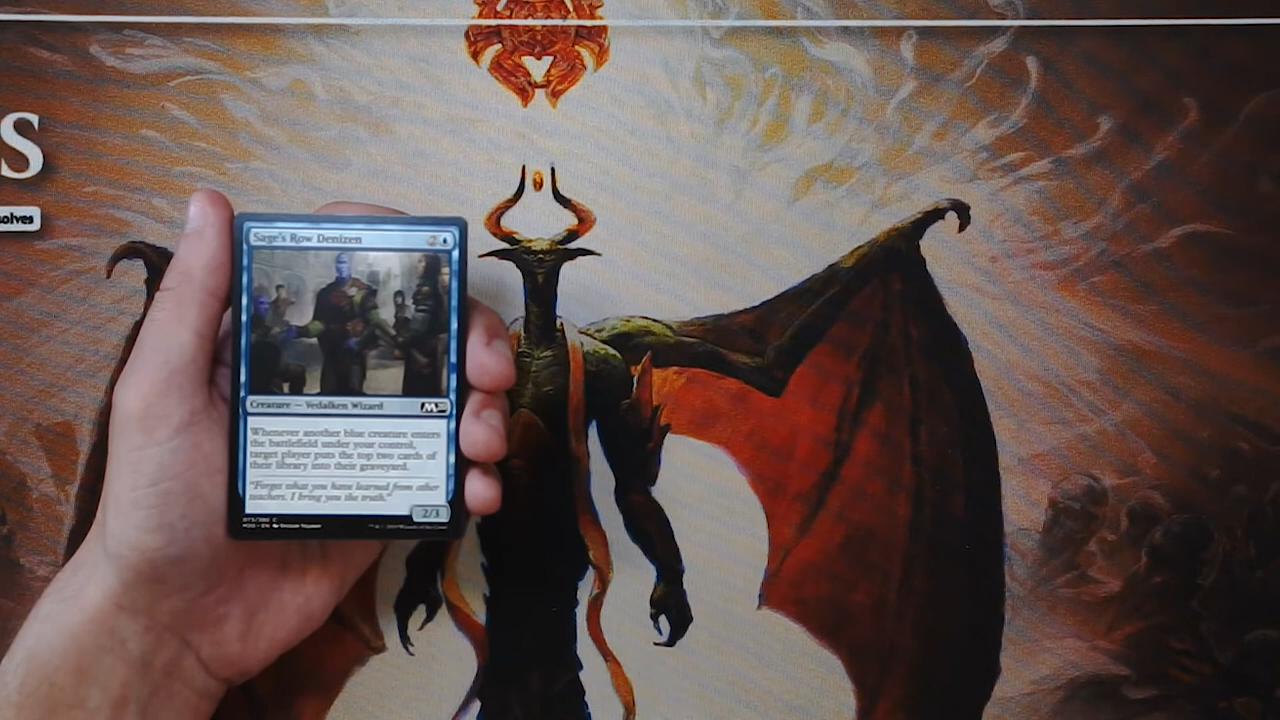 S
solves
Sage's Row Denizen 2
Creature — Vedalken Wizard
Whenever another blue creature enters
the battlefield under your control,
target player puts the top two cards of
their library into their graveyard.
"Forget what you have learned from other
teachers. I bring you the truth."
2/3